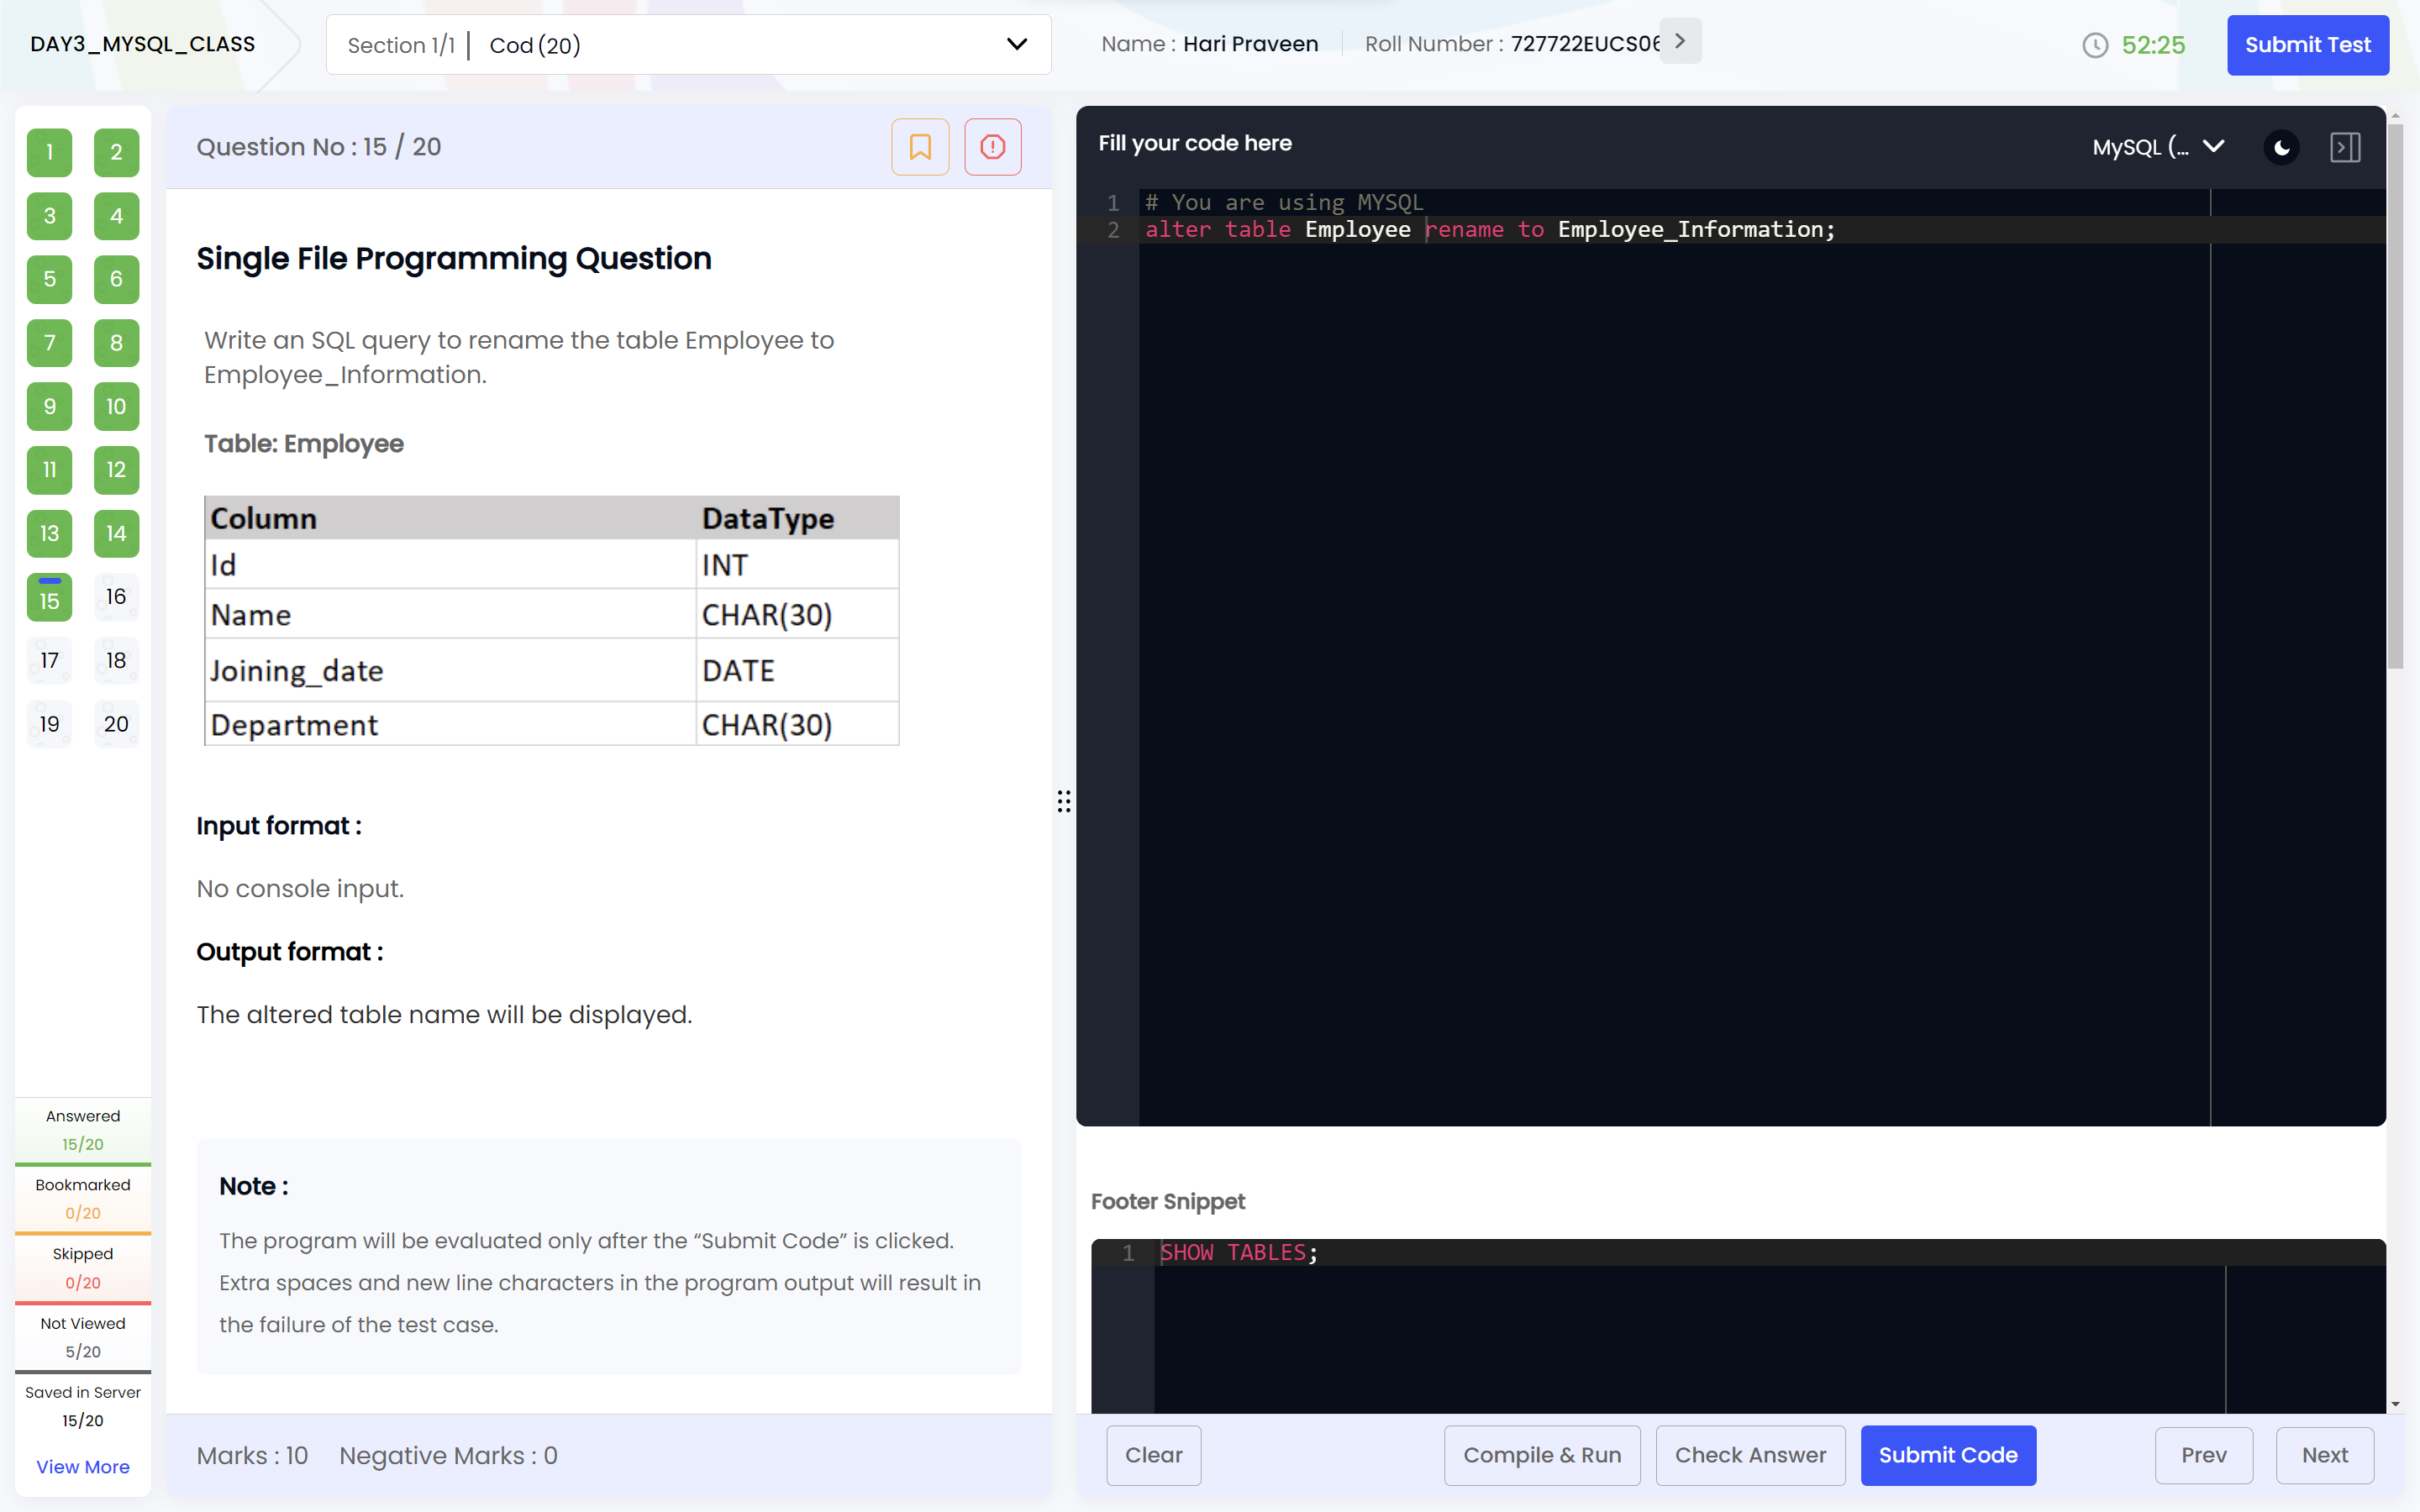 DAY3_MYSQL_CLASS
Section 1/1 | Cod (20)
Name : Hari Praveen
Roll Number : 727722EUCS06
52:25
Submit Test
1 2
3 4
5 6
7 8
9 10
11 12
13 14
15 16
17 18
19 20
Answered
15/20
Bookmarked
0/20
Skipped
0/20
Not Viewed
5/20
Saved in Server
15/20
View More
Question No : 15 / 20
Single File Programming Question
Write an SQL query to rename the table Employee to
Employee_Information.
Table: Employee
Column DataType
Id INT
Name CHAR(30)
Joining_date DATE
Department CHAR(30)
Input format :
No console input.
Output format :
The altered table name will be displayed.
Note :
The program will be evaluated only after the “Submit Code” is clicked.
Extra spaces and new line characters in the program output will result in
the failure of the test case.
Marks : 10 Negative Marks : 0
Fill your code here
MySQL (...
1 # You are using MYSQL
2 alter table Employee rename to Employee_Information;
Footer Snippet
1 SHOW TABLES;
Clear
Compile & Run
Check Answer
Submit Code
Prev
Next